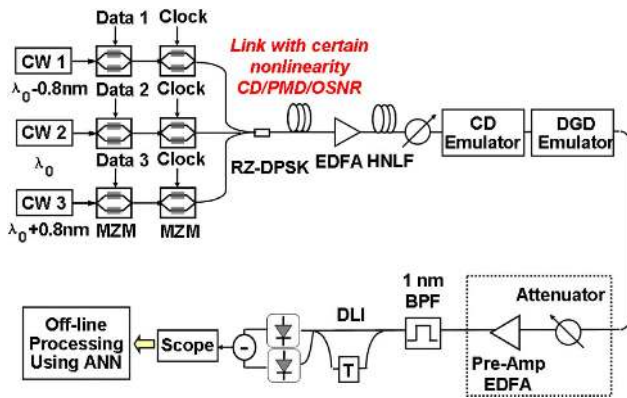 Data 1 Clock
CW 1
λ0-0.8nm
Data 2 Clock
CW 2
λ0
Data 3 Clock
CW 3
λ0+0.8nm
MZM MZM
Link with certain
nonlinearity
CD/PMD/OSNR
RZ-DPSK
EDFA HNLF
CD
Emulator
DGD
Emulator
Attenuator
Pre-Amp
EDFA
1 nm
BPF
DLI
T
-
Scope
Off-line
Processing
Using ANN